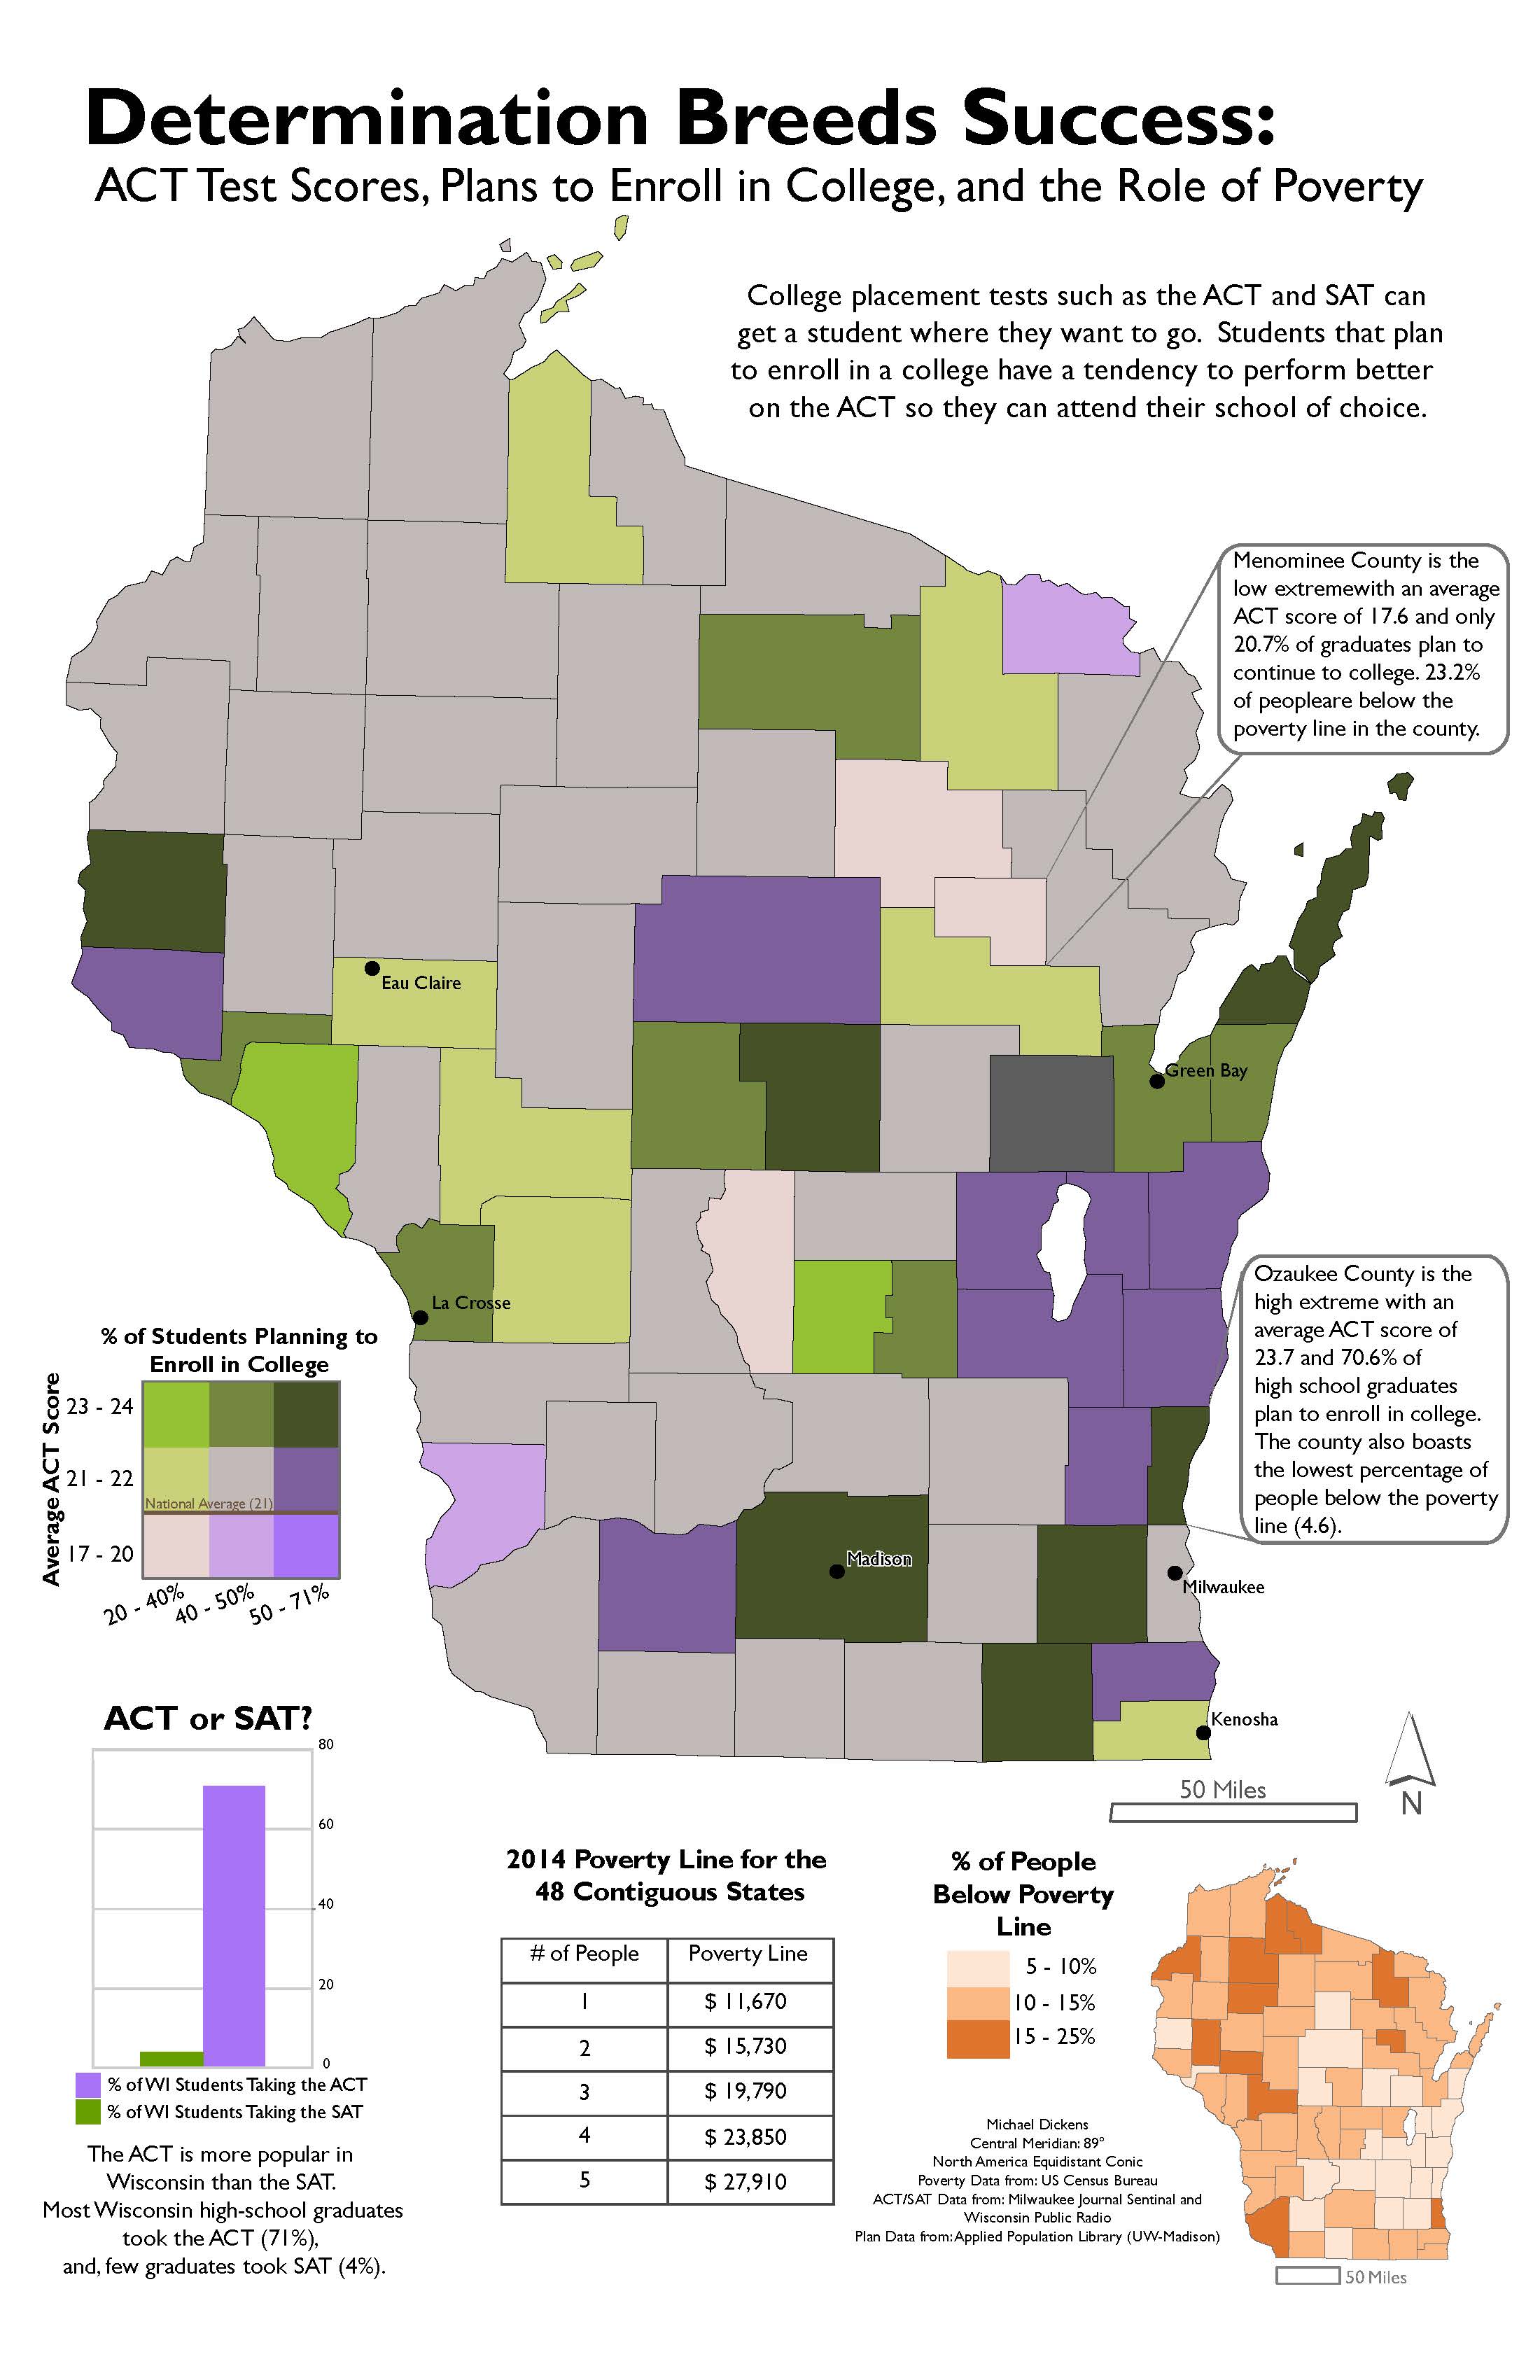 Determination Breeds Success:
ACT Test Scores, Plans to Enroll in College, and the Role of Poverty
College placement tests such as the ACT and SAT can
get a student where they want to go. Students that plan
to enroll in a college have a tendency to perform better
on the ACT so they can attend their school of choice.
Menominee County is the
low extremewith an average
ACT score of 17.6 and only
20.7% of graduates plan to
continue to college. 23.2%
of peopleare below the
poverty line in the county.
Eau Claire
Green Bay
La Crosse
Ozaukee County is the
high extreme with an
average ACT score of
23.7 and 70.6% of
high school graduates
plan to enroll in college.
The county also boasts
the lowest percentage of
people below the poverty
line (4.6).
% of Students Planning to
Enroll in College
Average ACT Score
23 - 24
21 - 22
National Average (21)
17 - 20
20 - 40%
40 - 50%
50 - 71%
Madison
Milwaukee
Kenosha
50 Miles
N
ACT or SAT?
80
60
40
20
0
% of WI Students Taking the ACT
% of WI Students Taking the SAT
The ACT is more popular in
Wisconsin than the SAT.
Most Wisconsin high-school graduates
took the ACT (71%),
and, few graduates took SAT (4%).
2014 Poverty Line for the
48 Contiguous States
# of People Poverty Line
1 $ 11,670
2 $ 15,730
3 $ 19,790
4 $ 23,850
5 $ 27,910
% of People
Below Poverty
Line
5 - 10%
10 - 15%
15 - 25%
Michael Dickens
Central Meridian: 89°
North America Equidistant Conic
Poverty Data from: US Census Bureau
ACT/SAT Data from: Milwaukee Journal Sentinal and
Wisconsin Public Radio
Plan Data from: Applied Population Library (UW-Madison)
50 Miles